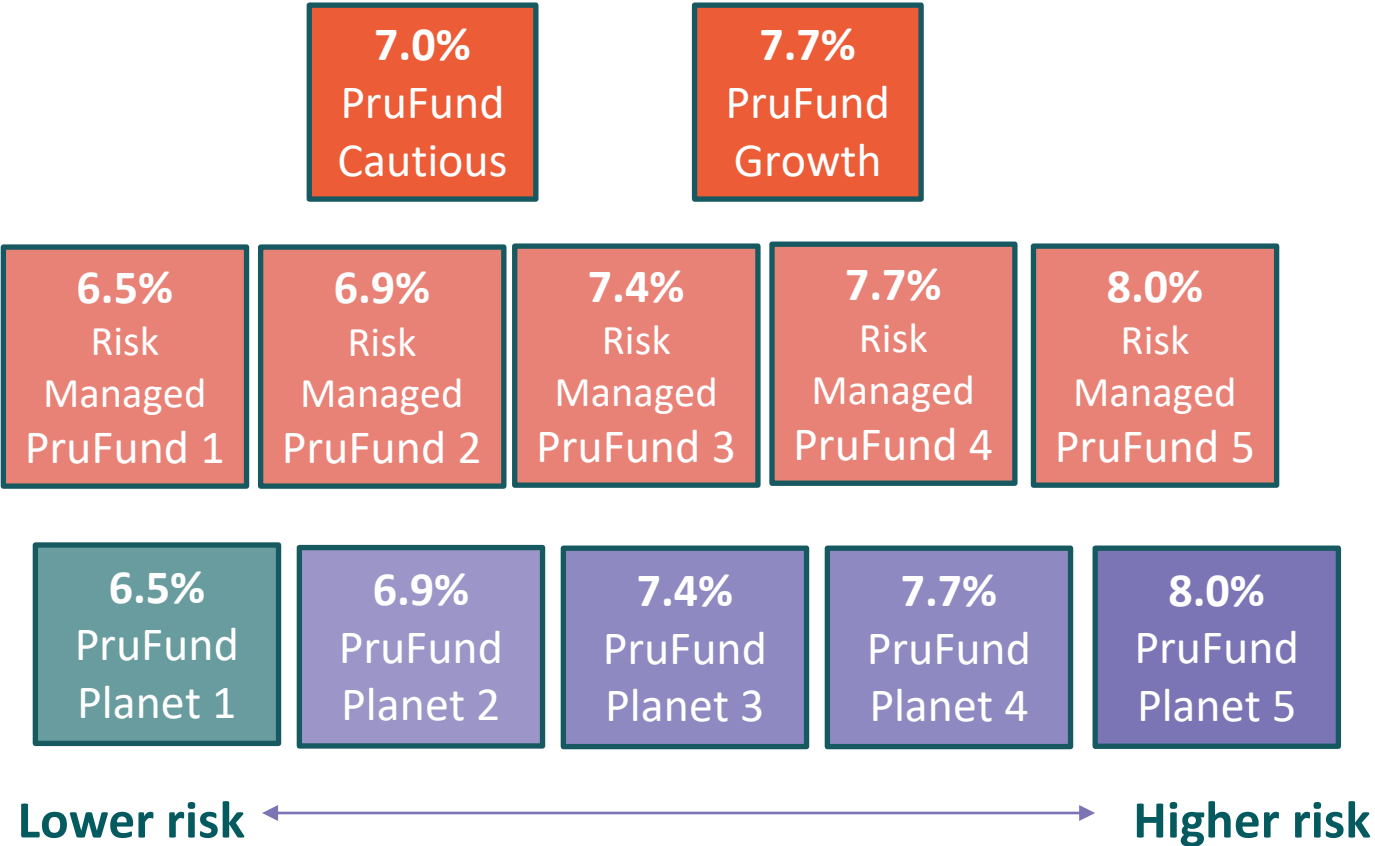 7.0%
PruFund
Cautious
7.7%
PruFund
Growth
6.5%
Risk
Managed
PruFund 1
6.9%
Risk
Managed
PruFund 2
7.4%
Risk
Managed
PruFund 3
7.7%
Risk
Managed
PruFund 4
8.0%
Risk
Managed
PruFund 5
6.5%
PruFund
Planet 1
6.9%
PruFund
Planet 2
7.4%
PruFund
Planet 3
7.7%
PruFund
Planet 4
8.0%
PruFund
Planet 5
Lower risk
Higher risk